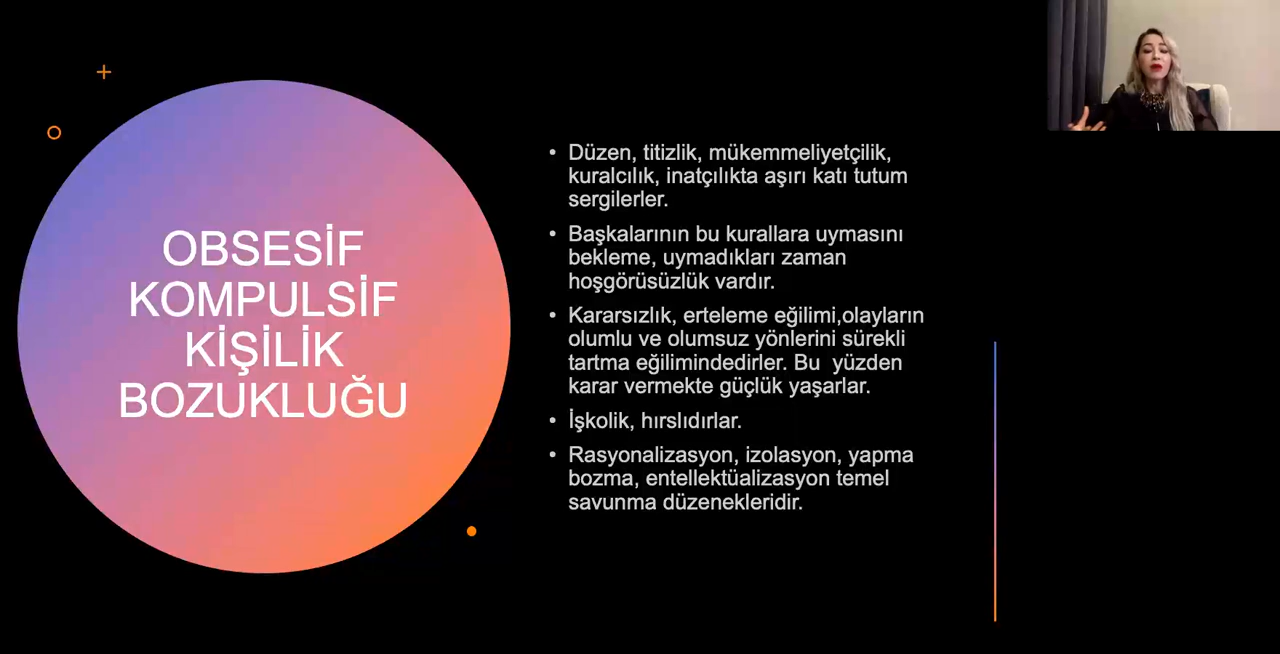 OBSESİF
KOMPULSİF
KİŞİLİK
BOZUKLUĞU
• Düzen, titizlik, mükemmeliyetçilik,
kuralcılık, inatçılıkta aşırı katı tutum
sergilerler.
• Başkalarının bu kurallara uymasını
bekleme, uymadıkları zaman
hoşgörüsüzlük vardır.
• Kararsızlık, erteleme eğilimi,olayların
olumlu ve olumsuz yönlerini sürekli
tartma eğilimindedirler. Bu  yüzden
karar vermekte güçlük yaşarlar.
• İşkolik, hırslıdırlar.
• Rasyonalizasyon, izolasyon, yapma
bozma, entellektüalizasyon temel
savunma düzenekleridir.